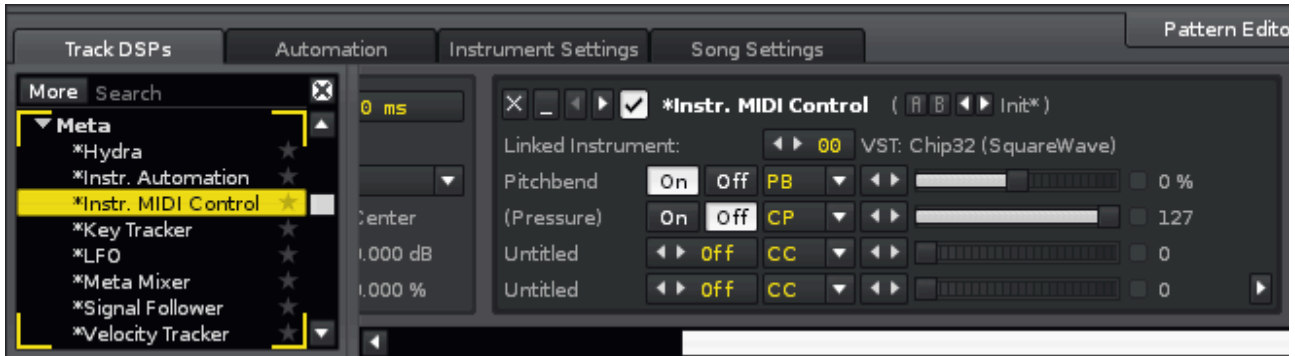 Pattern Edito
Track DSPs Automation Instrument Settings Song Settings
More Search
Meta
*Hydra
*Instr. Automation
*Instr. MIDI Control
*Key Tracker
*LFO
*Meta Mixer
*Signal Follower
*Velocity Tracker
0 ms
Center
.000 dB
.000 %
*Instr. MIDI Control ( A B Init* )
Linked Instrument: 00 VST: Chip32 (SquareWave)
Pitchbend On Off PB 0 %
(Pressure) On Off CP 127
Untitled Off CC 0
Untitled Off CC 0